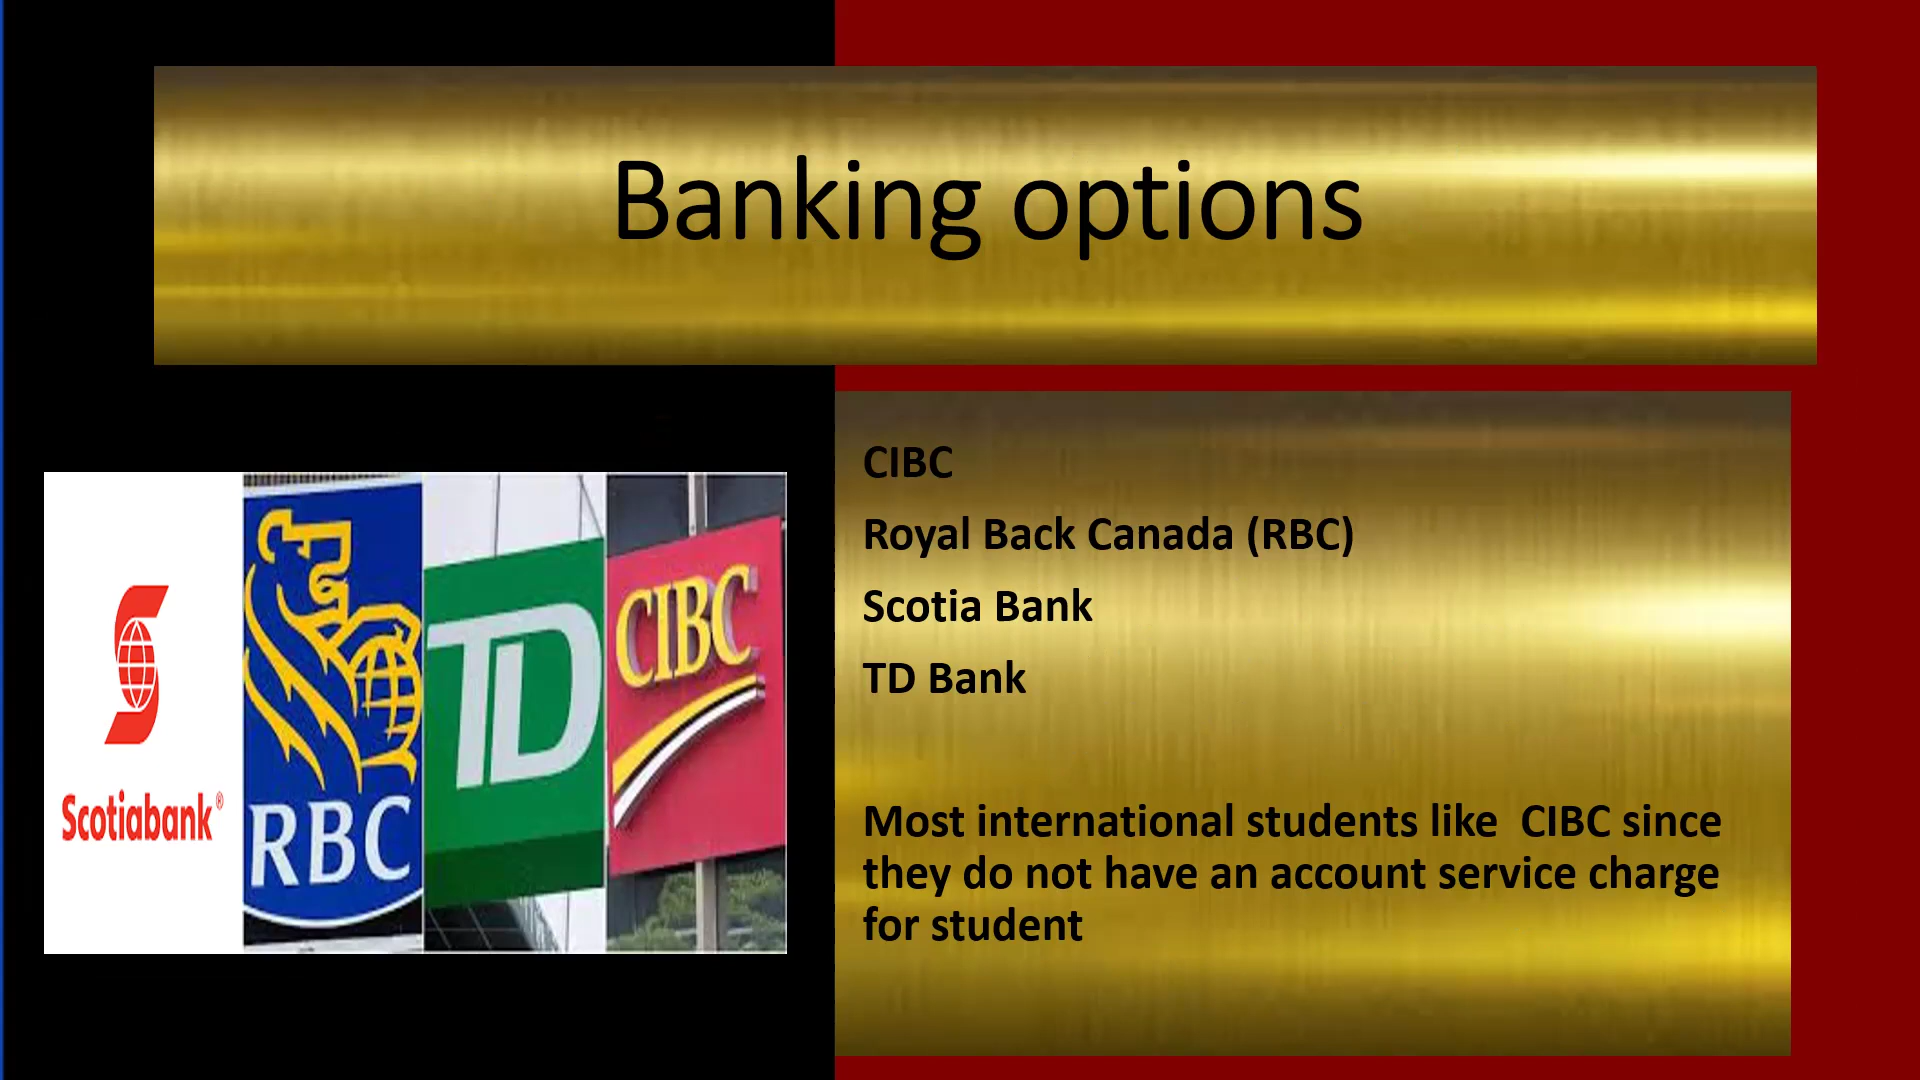 Banking options
CIBC
Royal Back Canada (RBC)
Scotia Bank
TD Bank
Most international students like  CIBC since
they do not have an account service charge
for student
Scotiabank®
RBC
TD
CIBC